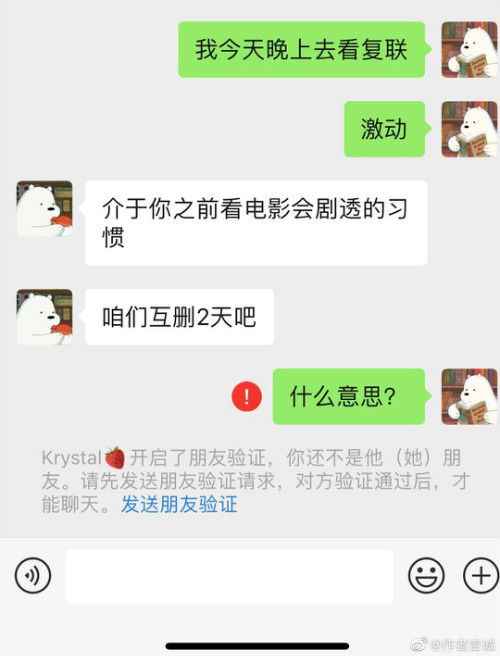 我今天晚上去看复联
激动
介于你之前看电影会剧透的习
惯
咱们互删2天吧
什么意思?
Krystal🍓开启了朋友验证，你还不是他（她）朋
友。请先发送朋友验证请求，对方验证通过后，才
能聊天。发送朋友验证
@作者吉诚